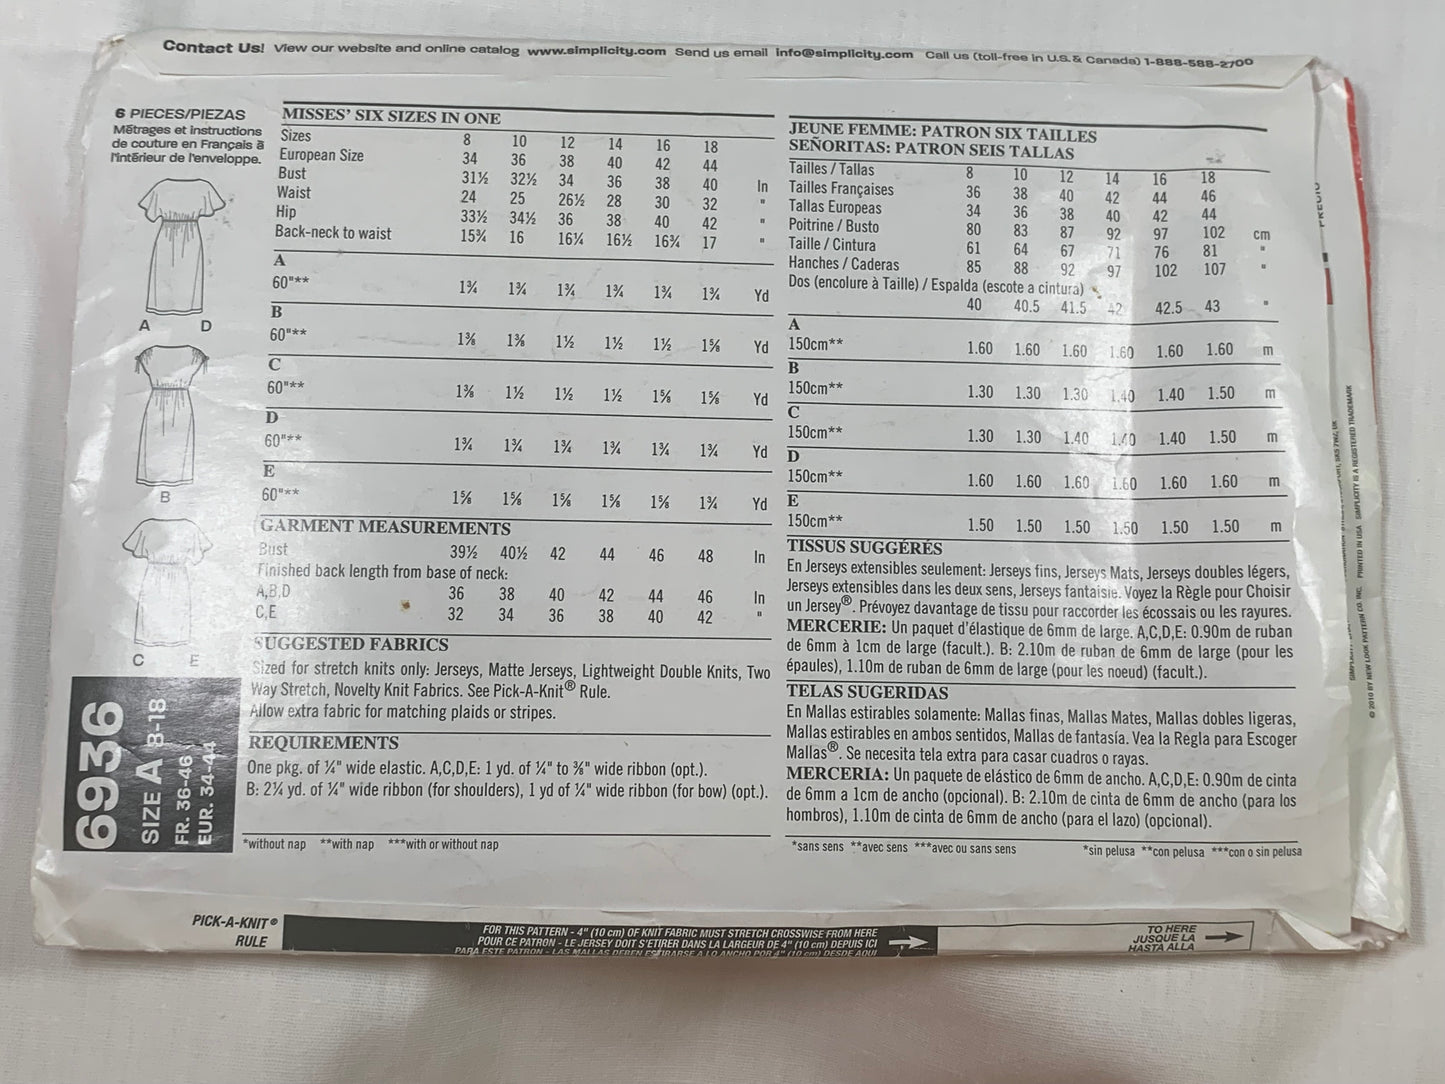 Contact Us! View our website and online catalog www.simplicity.com Send us email info@simplicity.com Call us (toll-free in U.S. & Canada) 1-888-588-2700
6 PIECES/PIEZAS
Métrages et instructions
de couture en Français à
l'intérieur de l'enveloppe.
A D
B
C E
6936
SIZE A 8-18
FR. 36-46
EUR. 34-44
MISSES' SIX SIZES IN ONE
Sizes 8 10 12 14 16 18
European Size 34 36 38 40 42 44
Bust 31½ 32½ 34 36 38 40 In
Waist 24 25 26½ 28 30 32 "
Hip 33½ 34½ 36 38 40 42 "
Back-neck to waist 15¾ 16 16¼ 16½ 16¾ 17 "
A
60"** 1¾ 1¾ 1¾ 1¾ 1¾ 1¾ Yd
B
60"** 1⅜ 1⅜ 1½ 1½ 1½ 1⅝ Yd
C
60"** 1⅜ 1½ 1½ 1½ 1⅝ 1⅝ Yd
D
60"** 1¾ 1¾ 1¾ 1¾ 1¾ 1¾ Yd
E
60"** 1⅝ 1⅝ 1⅝ 1⅝ 1⅝ 1¾ Yd
GARMENT MEASUREMENTS
Bust 39½ 40½ 42 44 46 48 In
Finished back length from base of neck:
A,B,D 36 38 40 42 44 46 In
C,E 32 34 36 38 40 42 "
SUGGESTED FABRICS
Sized for stretch knits only: Jerseys, Matte Jerseys, Lightweight Double Knits, Two
Way Stretch, Novelty Knit Fabrics. See Pick-A-Knit® Rule.
Allow extra fabric for matching plaids or stripes.
REQUIREMENTS
One pkg. of ¼" wide elastic. A,C,D,E: 1 yd. of ¼" to ⅜" wide ribbon (opt.).
B: 2¼ yd. of ¼" wide ribbon (for shoulders), 1 yd of ¼" wide ribbon (for bow) (opt.).
*without nap **with nap ***with or without nap
JEUNE FEMME: PATRON SIX TAILLES
SEÑORITAS: PATRON SEIS TALLAS
Tailles / Tallas 8 10 12 14 16 18
Tailles Françaises 36 38 40 42 44 46
Tallas Europeas 34 36 38 40 42 44
Poitrine / Busto 80 83 87 92 97 102 cm
Taille / Cintura 61 64 67 71 76 81 "
Hanches / Caderas 85 88 92 97 102 107 "
Dos (encolure à Taille) / Espalda (escote a cintura)
40 40.5 41.5 42 42.5 43 "
A
150cm** 1.60 1.60 1.60 1.60 1.60 1.60 m
B
150cm** 1.30 1.30 1.30 1.40 1.40 1.50 m
C
150cm** 1.30 1.30 1.40 1.40 1.40 1.50 m
D
150cm** 1.60 1.60 1.60 1.60 1.60 1.60 m
E
150cm** 1.50 1.50 1.50 1.50 1.50 1.50 m
TISSUS SUGGÉRÉS
En Jerseys extensibles seulement: Jerseys fins, Jerseys Mats, Jerseys doubles légers,
Jerseys extensibles dans les deux sens, Jerseys fantaisie. Voyez la Règle pour Choisir
un Jersey®. Prévoyez davantage de tissu pour raccorder les écossais ou les rayures.
MERCERIE: Un paquet d'élastique de 6mm de large. A,C,D,E: 0.90m de ruban
de 6mm à 1cm de large (facult.). B: 2.10m de ruban de 6mm de large (pour les
épaules), 1.10m de ruban de 6mm de large (pour les noeud) (facult.).
TELAS SUGERIDAS
En Mallas estirables solamente: Mallas finas, Mallas Mates, Mallas dobles ligeras,
Mallas estirables en ambos sentidos, Mallas de fantasía. Vea la Regla para Escoger
Mallas®. Se necesita tela extra para casar cuadros o rayas.
MERCERIA: Un paquete de elástico de 6mm de ancho. A,C,D,E: 0.90m de cinta
de 6mm a 1cm de ancho (opcional). B: 2.10m de cinta de 6mm de ancho (para los
hombros), 1.10m de cinta de 6mm de ancho (para el lazo) (opcional).
*sans sens **avec sens ***avec ou sans sens *sin pelusa **con pelusa ***con o sin pelusa
PICK-A-KNIT®
RULE
FOR THIS PATTERN - 4" (10 cm) OF KNIT FABRIC MUST STRETCH CROSSWISE FROM HERE
POUR CE PATRON - LE JERSEY DOIT S'ETIRER DANS LA LARGEUR DE 4" (10 cm) DEPUIS ICI
PARA ESTE PATRON - LAS MALLAS DEBEN ESTIRARSE A LO ANCHO POR 4" (10 cm) DESDE AQUI
TO HERE
JUSQUE LA
HASTA ALLA
© 2010 BY NEW LOOK PATTERN CO. INC. PRINTED IN USA SIMPLICITY IS A REGISTERED TRADEMARK